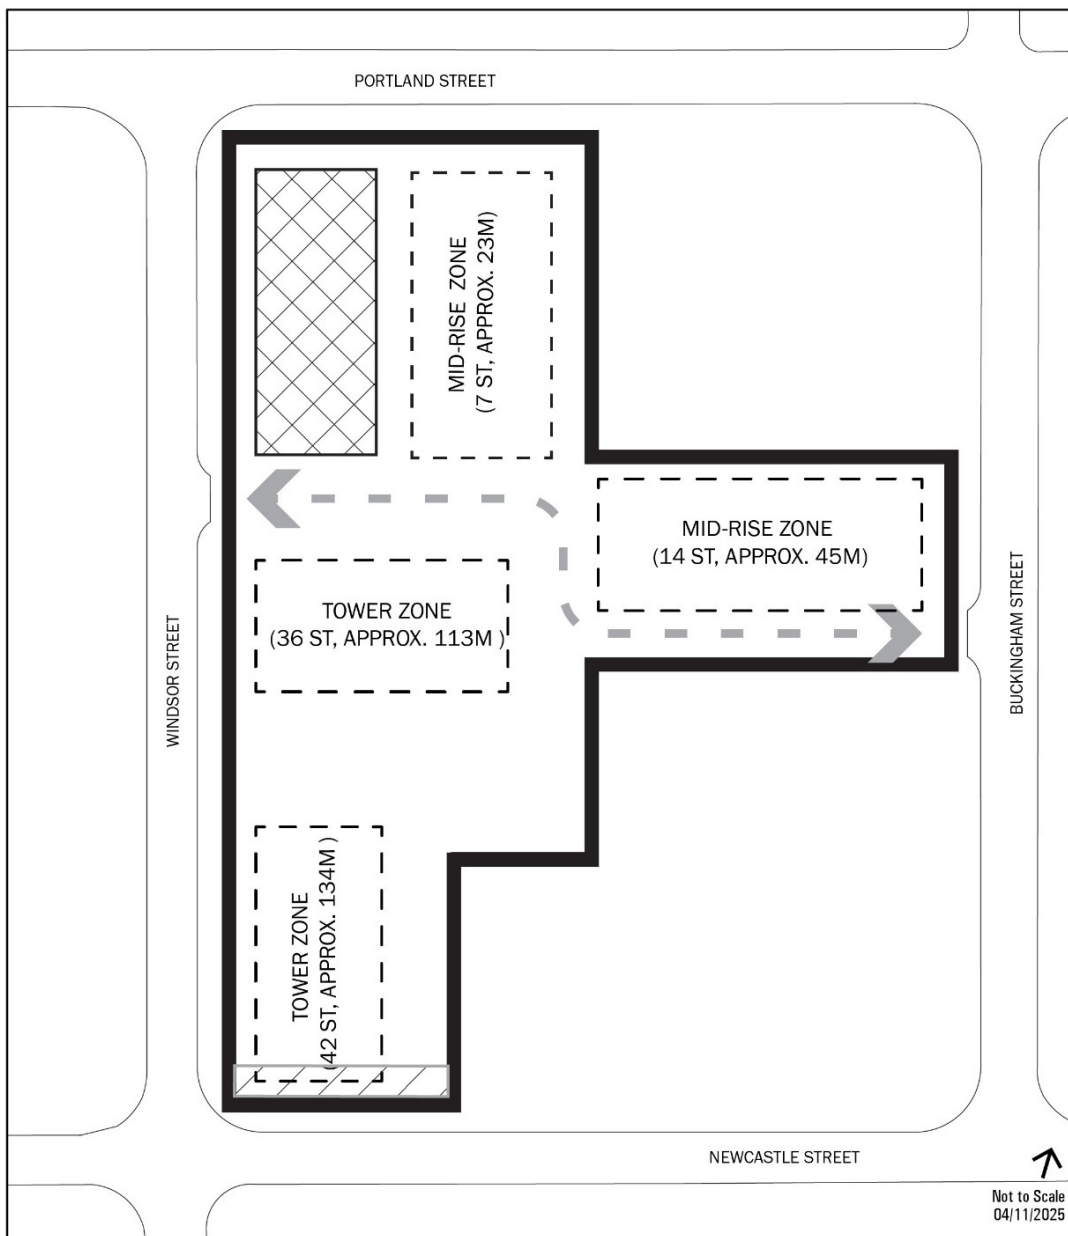 PORTLAND STREET
MID-RISE ZONE
(7 ST, APPROX. 23M)
MID-RISE ZONE
(14 ST, APPROX. 45M)
TOWER ZONE
(36 ST, APPROX. 113M )
WINDSOR STREET
BUCKINGHAM STREET
TOWER ZONE
(42 ST, APPROX. 134M )
NEWCASTLE STREET
Not to Scale
04/11/2025